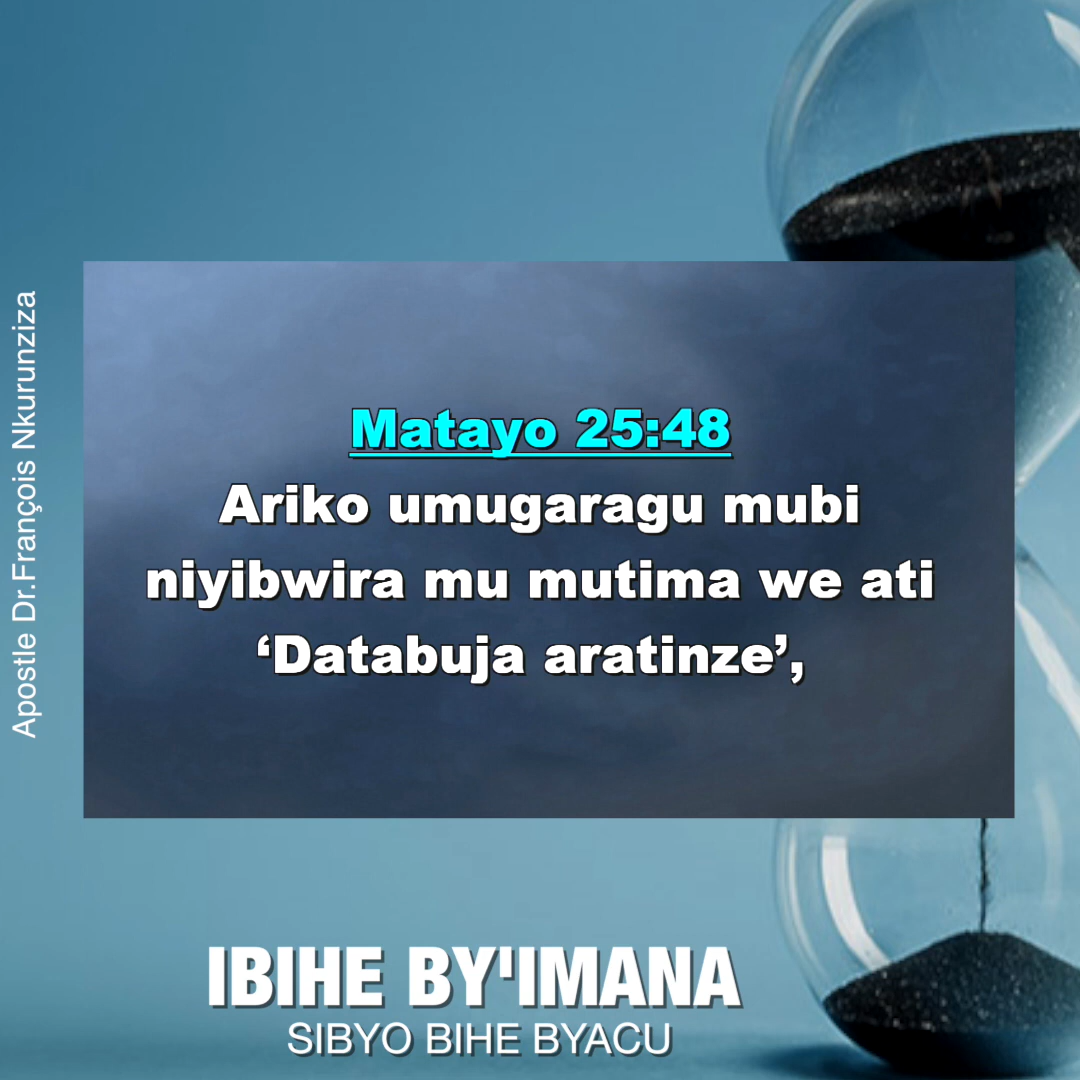 Apostle Dr.François Nkurunziza
Matayo 25:48
Ariko umugaragu mubi
niyibwira mu mutima we ati
‘Databuja aratinze’,
IBIHE BY'IMANA
SIBYO BIHE BYACU